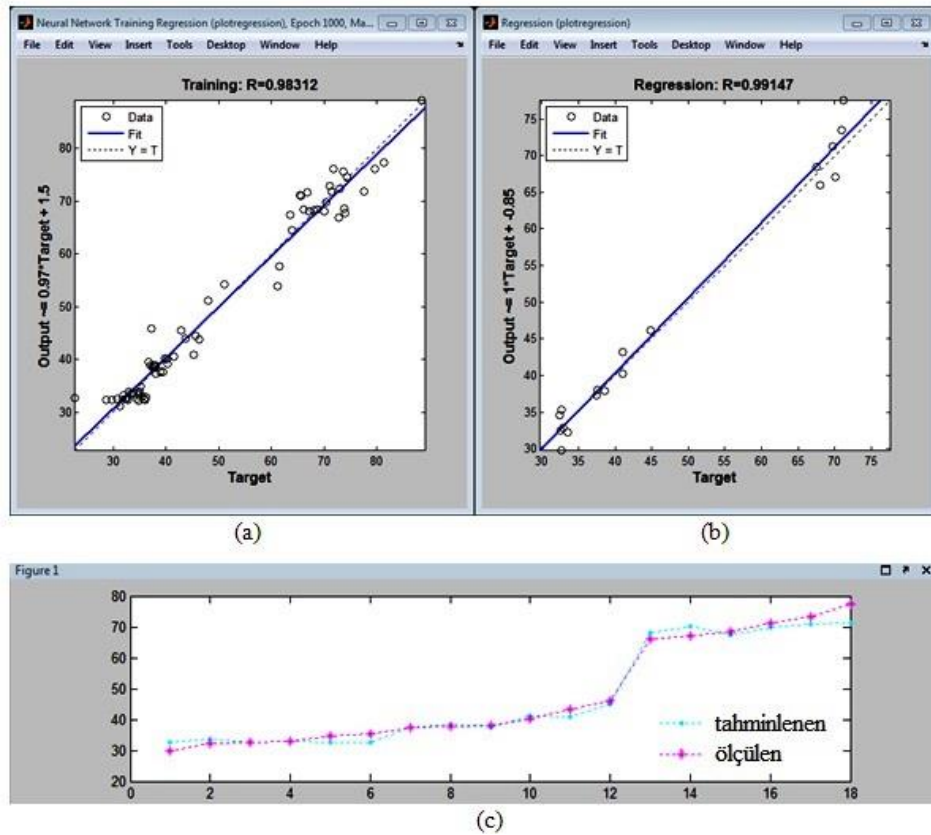 Neural Network Training Regression (plotregression), Epoch 1000, Ma...
File Edit View Insert Tools Desktop Window Help
Training: R=0.98312
Data
Fit
Y = T
Output ~= 0.97*Target + 1.5
80
70
60
50
40
30
30 40 50 60 70 80
Target
(a)
Regression (plotregression)
File Edit View Insert Tools Desktop Window Help
Regression: R=0.99147
Data
Fit
Y = T
Output ~= 1*Target + -0.85
75
70
65
60
55
50
45
40
35
30
30 35 40 45 50 55 60 65 70 75
Target
(b)
Figure 1
80
70
60
50
40
30
20
0 2 4 6 8 10 12 14 16 18
tahminlenen
ölçülen
(c)